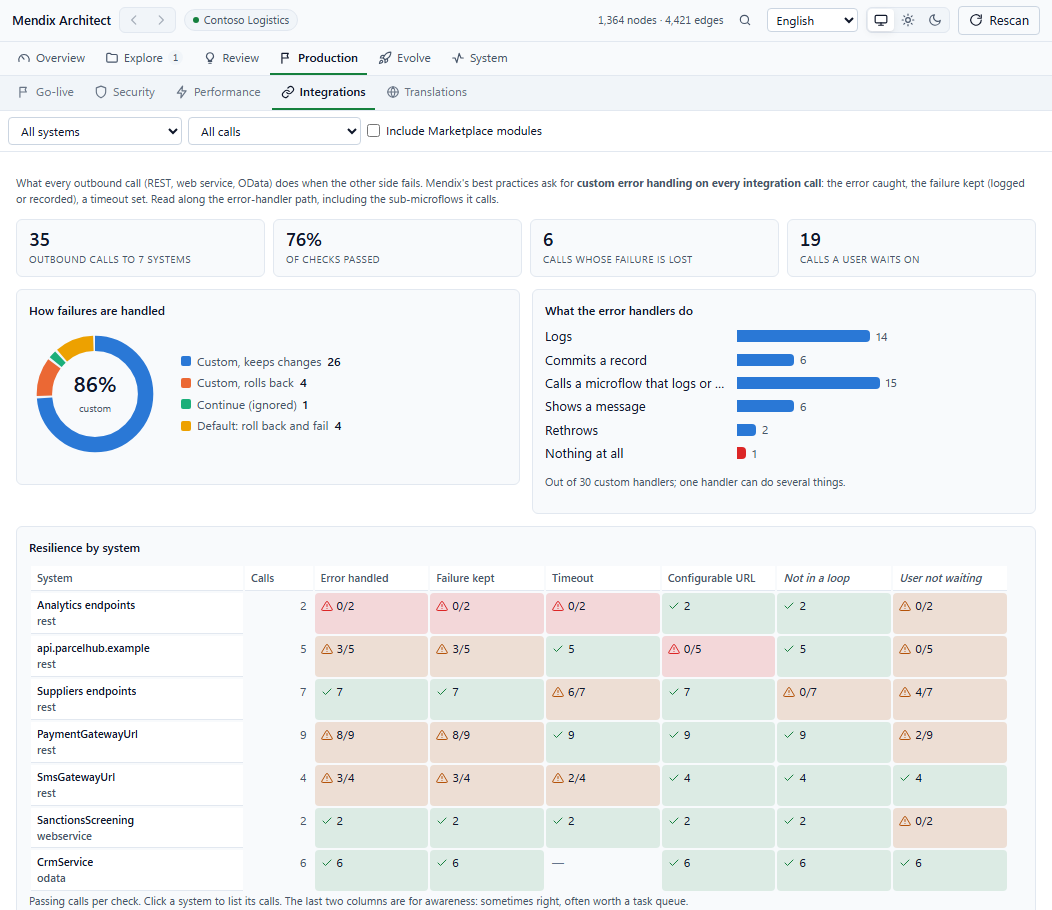 Mendix Architect
Contoso Logistics
1,364 nodes · 4,421 edges
English
Rescan
Overview
Explore 1
Review
Production
Evolve
System
Go-live
Security
Performance
Integrations
Translations
All systems
All calls
Include Marketplace modules
What every outbound call (REST, web service, OData) does when the other side fails. Mendix's best practices ask for custom error handling on every integration call: the error caught, the failure kept (logged
or recorded), a timeout set. Read along the error-handler path, including the sub-microflows it calls.
35
OUTBOUND CALLS TO 7 SYSTEMS
76%
OF CHECKS PASSED
6
CALLS WHOSE FAILURE IS LOST
19
CALLS A USER WAITS ON
How failures are handled
86%
custom
Custom, keeps changes 26
Custom, rolls back 4
Continue (ignored) 1
Default: roll back and fail 4
What the error handlers do
Logs 14
Commits a record 6
Calls a microflow that logs or ... 15
Shows a message 6
Rethrows 2
Nothing at all 1
Out of 30 custom handlers; one handler can do several things.
Resilience by system
System Calls Error handled Failure kept Timeout Configurable URL Not in a loop User not waiting
Analytics endpoints 2 0/2 0/2 0/2 2 2 0/2
rest
api.parcelhub.example 5 3/5 3/5 5 0/5 5 0/5
rest
Suppliers endpoints 7 7 7 6/7 7 0/7 4/7
rest
PaymentGatewayUrl 9 8/9 8/9 9 9 9 2/9
rest
SmsGatewayUrl 4 3/4 3/4 2/4 4 4 4
rest
SanctionsScreening 2 2 2 2 2 2 0/2
webservice
CrmService 6 6 6 — 6 6 6
odata
Passing calls per check. Click a system to list its calls. The last two columns are for awareness: sometimes right, often worth a task queue.